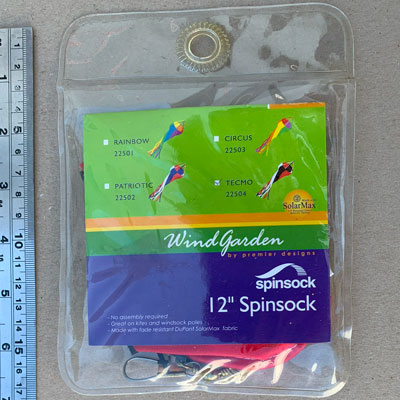 RAINBOW
22501
CIRCUS
22503
PATRIOTIC
22502
TECMO
22504
SolarMax
WindGarden
by premier designs
spinsock
12" Spinsock
- No assembly required
- Great on kites and windsock poles
- Made with fade resistant DuPont SolarMax fabric